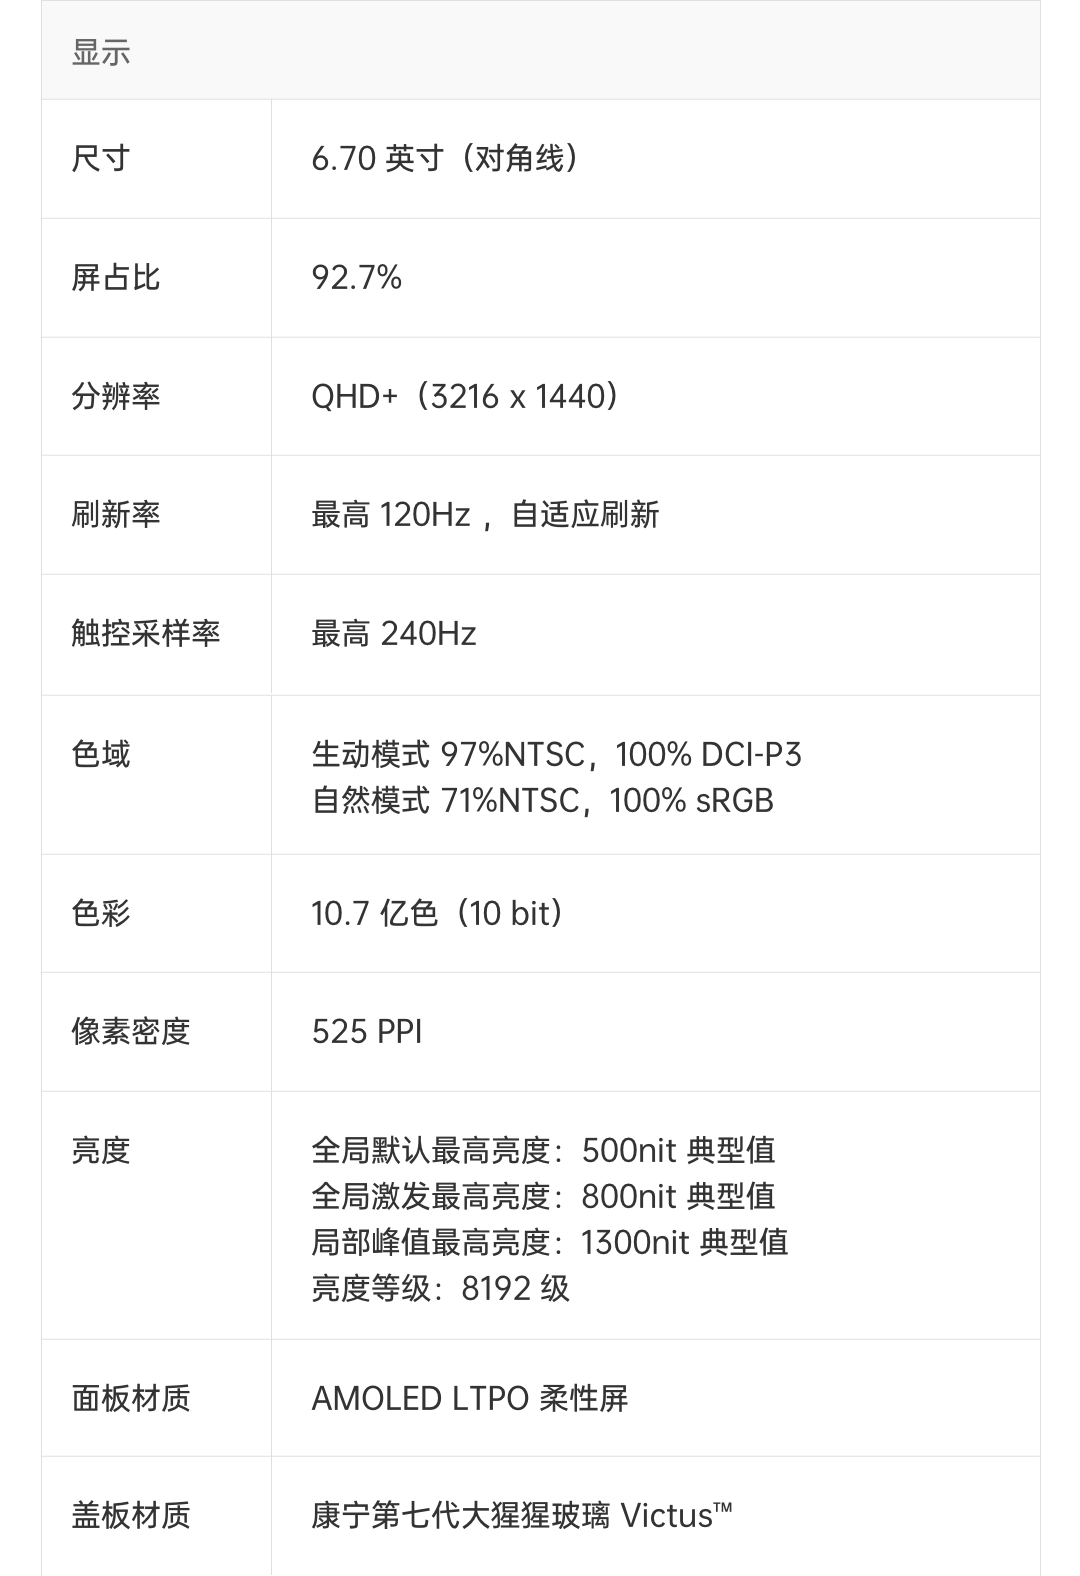 显示
尺寸
6.70 英寸（对角线）
屏占比
92.7%
分辨率
QHD+（3216 x 1440）
刷新率
最高 120Hz ，自适应刷新
触控采样率
最高 240Hz
色域
生动模式 97%NTSC，100% DCI-P3
自然模式 71%NTSC，100% sRGB
色彩
10.7 亿色（10 bit）
像素密度
525 PPI
亮度
全局默认最高亮度：500nit 典型值
全局激发最高亮度：800nit 典型值
局部峰值最高亮度：1300nit 典型值
亮度等级：8192 级
面板材质
AMOLED LTPO 柔性屏
盖板材质
康宁第七代大猩猩玻璃 Victus™